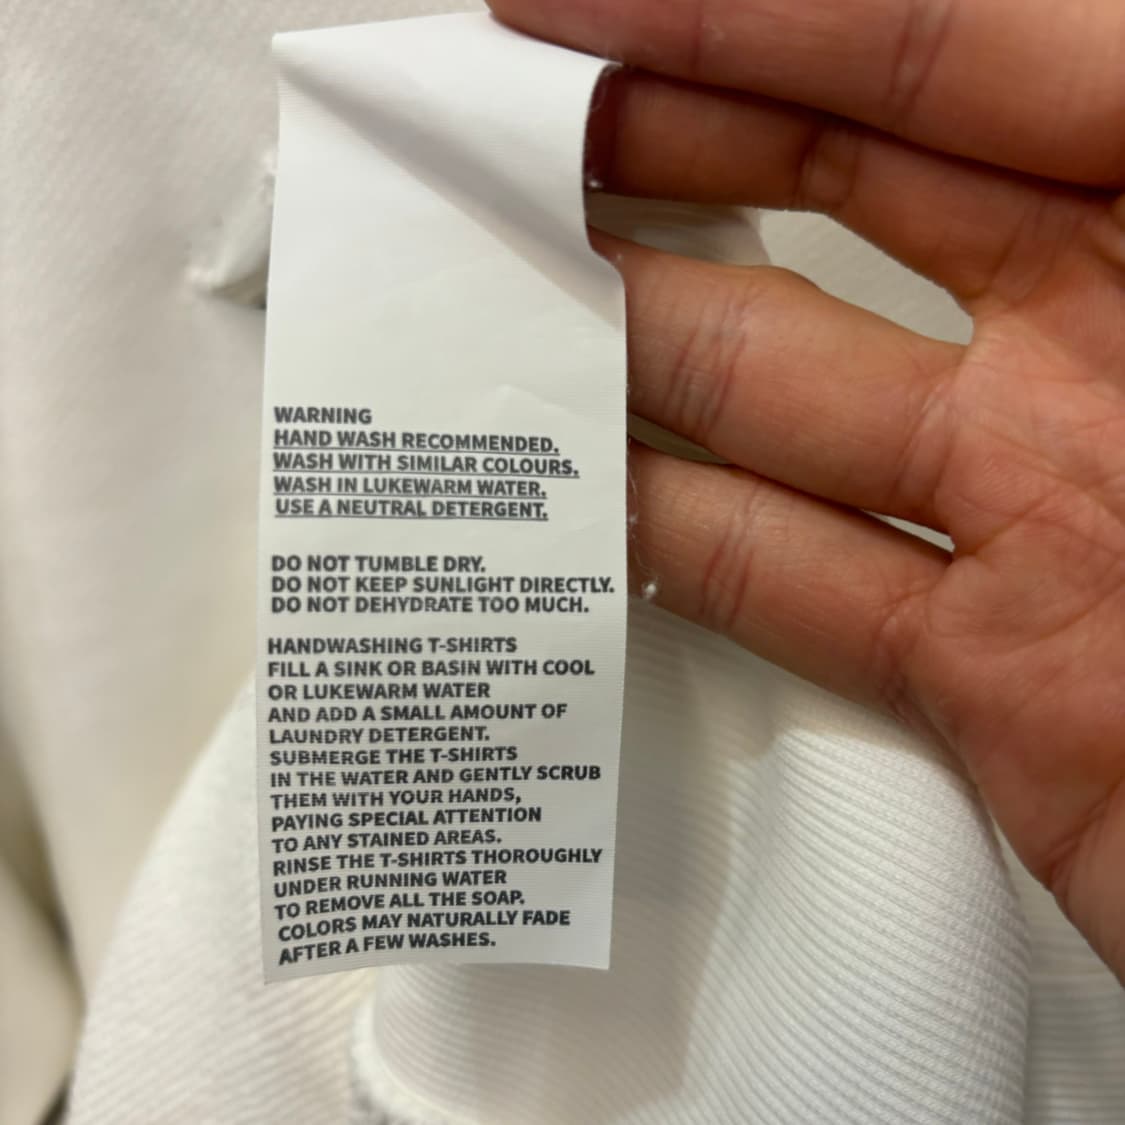 WARNING
HAND WASH RECOMMENDED.
WASH WITH SIMILAR COLOURS.
WASH IN LUKEWARM WATER.
USE A NEUTRAL DETERGENT.
DO NOT TUMBLE DRY.
DO NOT KEEP SUNLIGHT DIRECTLY.
DO NOT DEHYDRATE TOO MUCH.
HANDWASHING T-SHIRTS
FILL A SINK OR BASIN WITH COOL
OR LUKEWARM WATER
AND ADD A SMALL AMOUNT OF
LAUNDRY DETERGENT.
SUBMERGE THE T-SHIRTS
IN THE WATER AND GENTLY SCRUB
THEM WITH YOUR HANDS,
PAYING SPECIAL ATTENTION
TO ANY STAINED AREAS.
RINSE THE T-SHIRTS THOROUGHLY
UNDER RUNNING WATER
TO REMOVE ALL THE SOAP.
COLORS MAY NATURALLY FADE
AFTER A FEW WASHES.